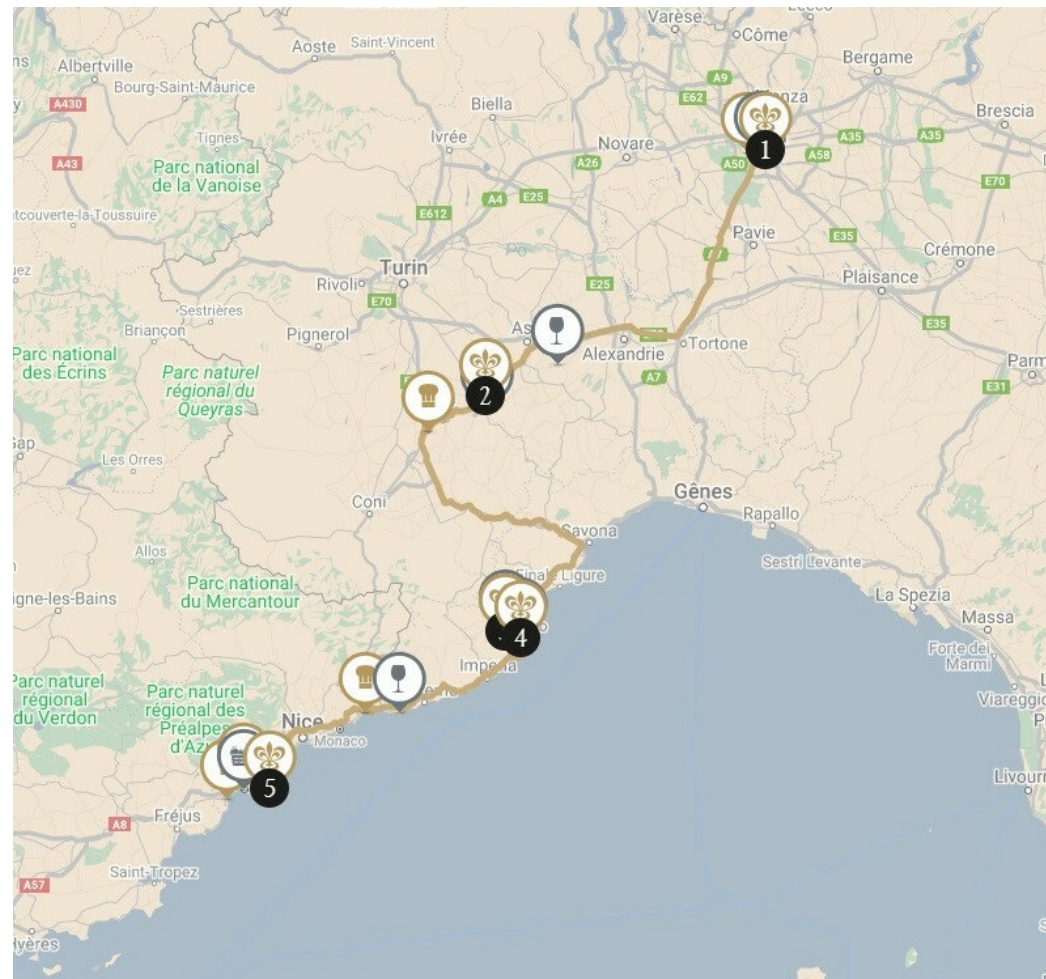 Varèse
Côme
Aoste
Saint-Vincent
Albertville
Bergame
Bourg-Saint-Maurice
A9
A430
E62
Biella
Brescia
Tignes
Ivrée
1
A35
A35
A43
Novare
A50
A58
Parc national
de la Vanoise
A26
E70
A4
E25
E612
Pavie
E35
Crémone
Po
A7
Turin
Plaisance
Rivoli
E25
E70
Sestrières
E35
Briançon
Pignerol
Alexandrie
Tortone
Parc national
des Écrins
Parc naturel
régional du
Queyras
2
A7
E31
Les Orres
Coni
Gênes
Rapallo
Savona
Allos
Sestri Levante
Finale Ligure
Parc national
du Mercantour
La Spezia
4
Massa
Forte dei
Marmi
Parc naturel
régional
du Verdon
Parc naturel
régional des
Préalpes
Nice
Monaco
5
Fréjus
A8
Saint-Tropez
A57